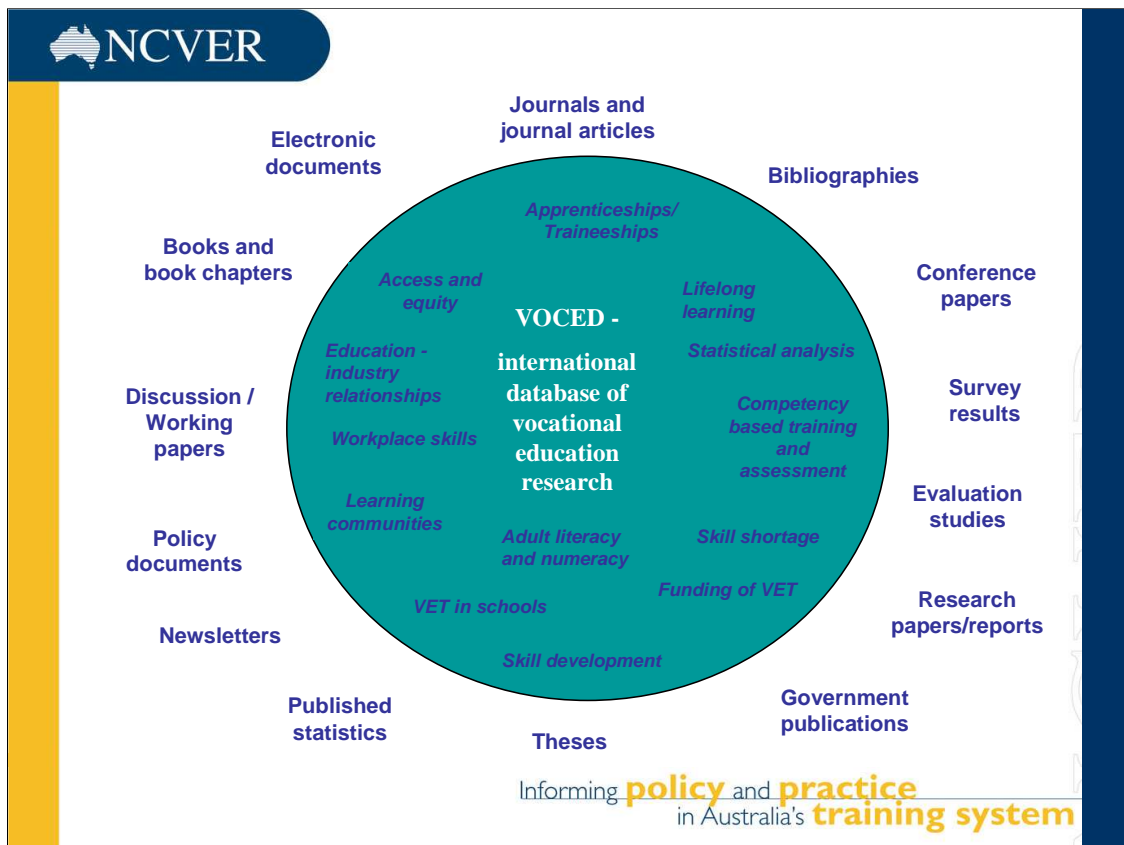 NCVER
Journals and
journal articles
Electronic
documents
Bibliographies
Books and
book chapters
Conference
papers
Discussion /
Working
papers
Survey
results
Policy
documents
Evaluation
studies
Newsletters
Research
papers/reports
Published
statistics
Theses
Government
publications
Apprenticeships/
Traineeships
Access and
equity
Lifelong
learning
Education -
industry
relationships
Statistical analysis
Workplace skills
Competency
based training
and
assessment
Learning
communities
Adult literacy
and numeracy
Skill shortage
VET in schools
Funding of VET
Skill development
VOCED -
international
database of
vocational
education
research
Informing policy and practice
in Australia's training system